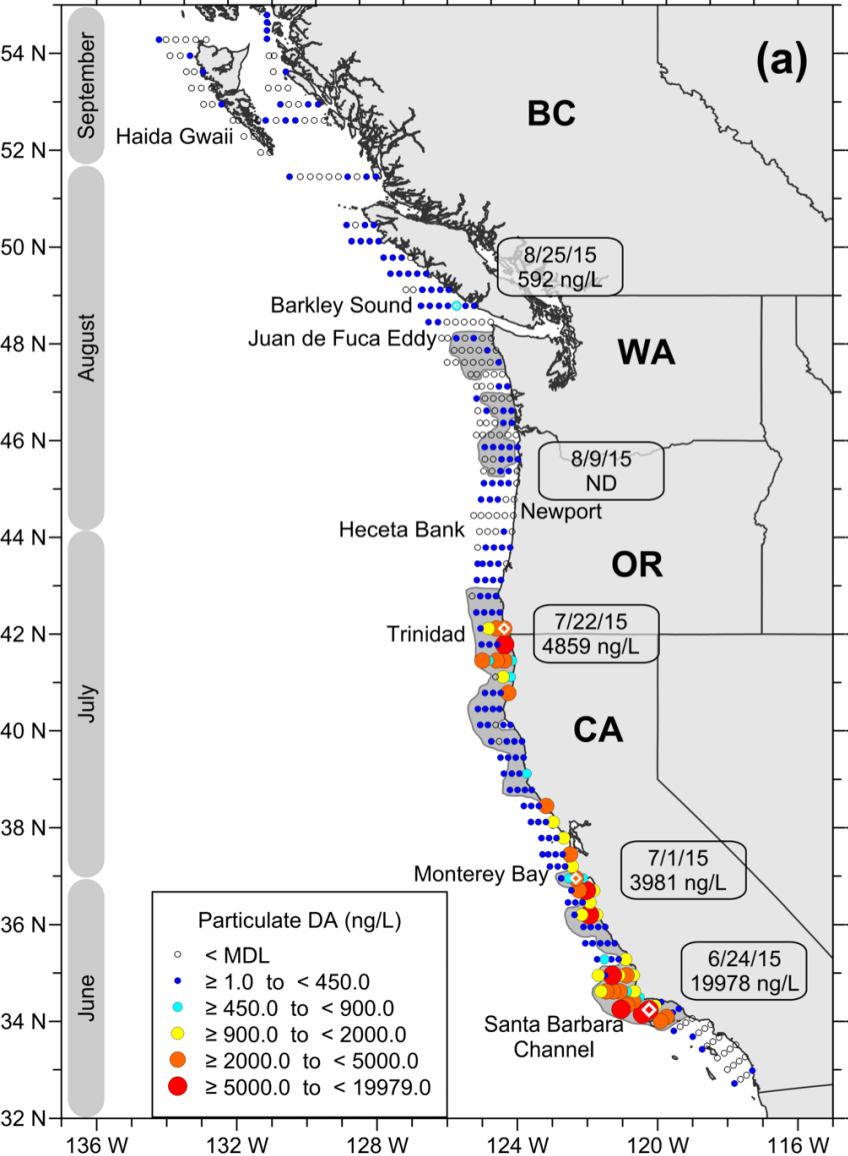 (a)
54 N
52 N
50 N
48 N
46 N
44 N
42 N
40 N
38 N
36 N
34 N
32 N
September
August
July
June
BC
Haida Gwaii
8/25/15
592 ng/L
Barkley Sound
Juan de Fuca Eddy
WA
8/9/15
ND
Newport
Heceta Bank
OR
7/22/15
4859 ng/L
Trinidad
CA
7/1/15
3981 ng/L
Monterey Bay
6/24/15
19978 ng/L
Santa Barbara
Channel
Particulate DA (ng/L)
< MDL
≥ 1.0 to < 450.0
≥ 450.0 to < 900.0
≥ 900.0 to < 2000.0
≥ 2000.0 to < 5000.0
≥ 5000.0 to < 19979.0
136 W
132 W
128 W
124 W
120 W
116 W